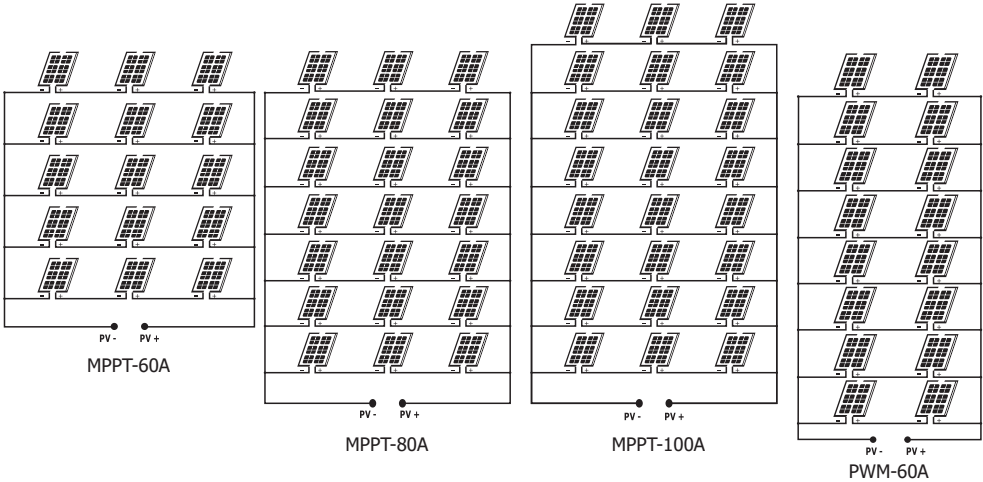 PV - PV +
MPPT-60A
PV - PV +
MPPT-80A
PV - PV +
MPPT-100A
PV - PV +
PWM-60A